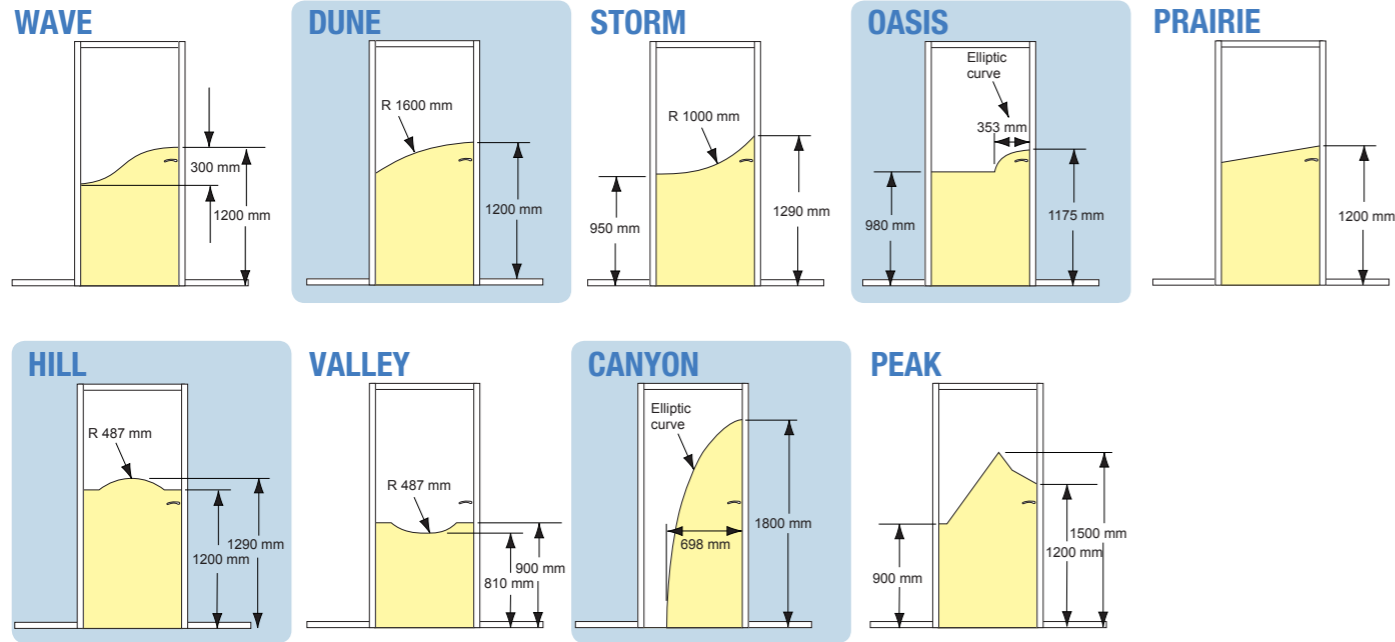 WAVE
300 mm
1200 mm
DUNE
R 1600 mm
1200 mm
STORM
R 1000 mm
950 mm
1290 mm
OASIS
Elliptic
curve
353 mm
980 mm
1175 mm
PRAIRIE
1200 mm
HILL
R 487 mm
1290 mm
1200 mm
VALLEY
R 487 mm
900 mm
810 mm
CANYON
Elliptic
curve
698 mm
1800 mm
PEAK
900 mm
1500 mm
1200 mm